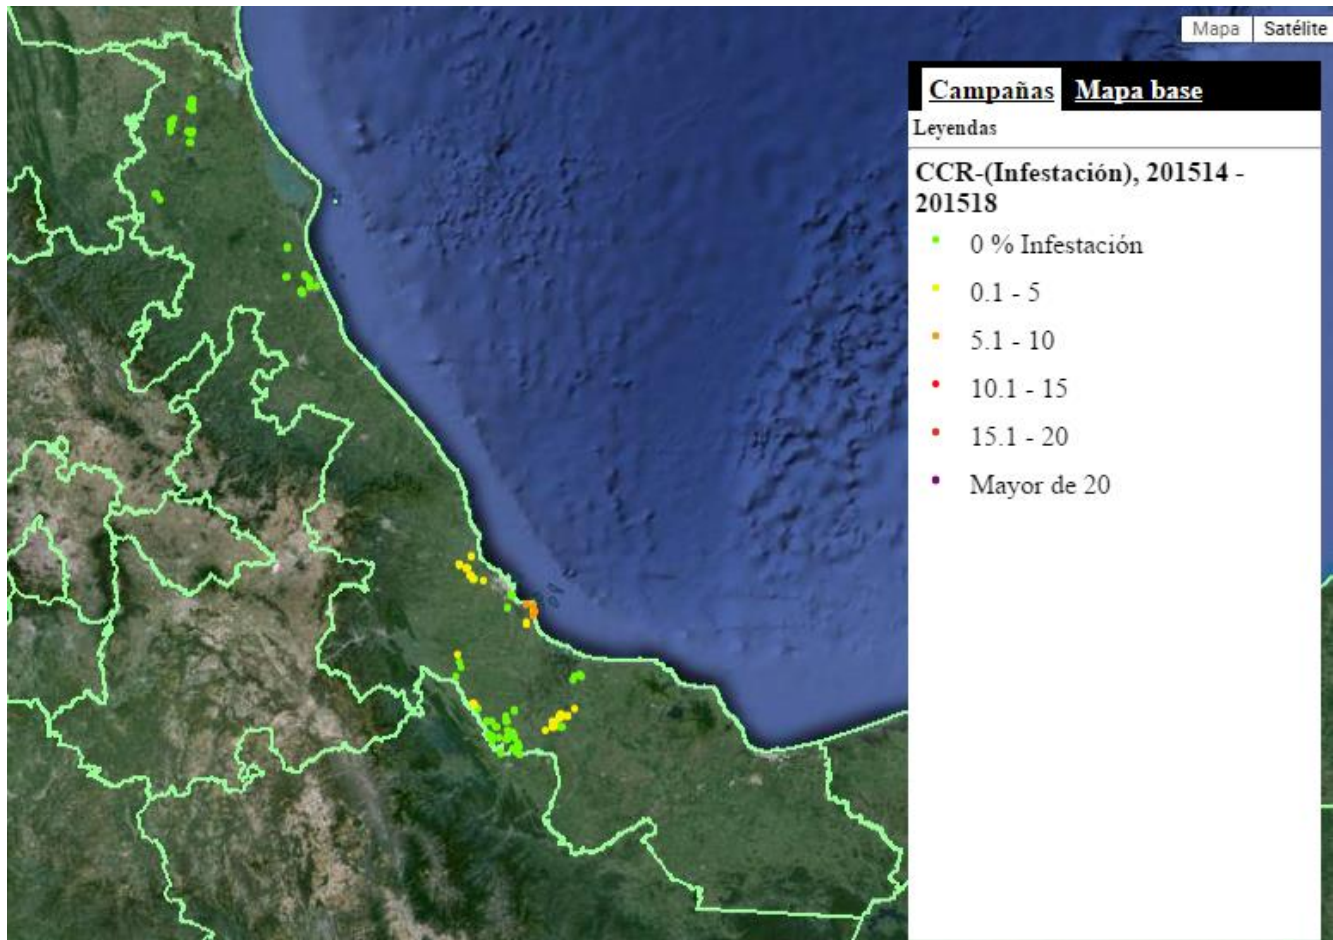 Mapa Satélite
Campañas Mapa base
Leyendas
CCR-(Infestación), 201514 -
201518
0 % Infestación
0.1 - 5
5.1 - 10
10.1 - 15
15.1 - 20
Mayor de 20